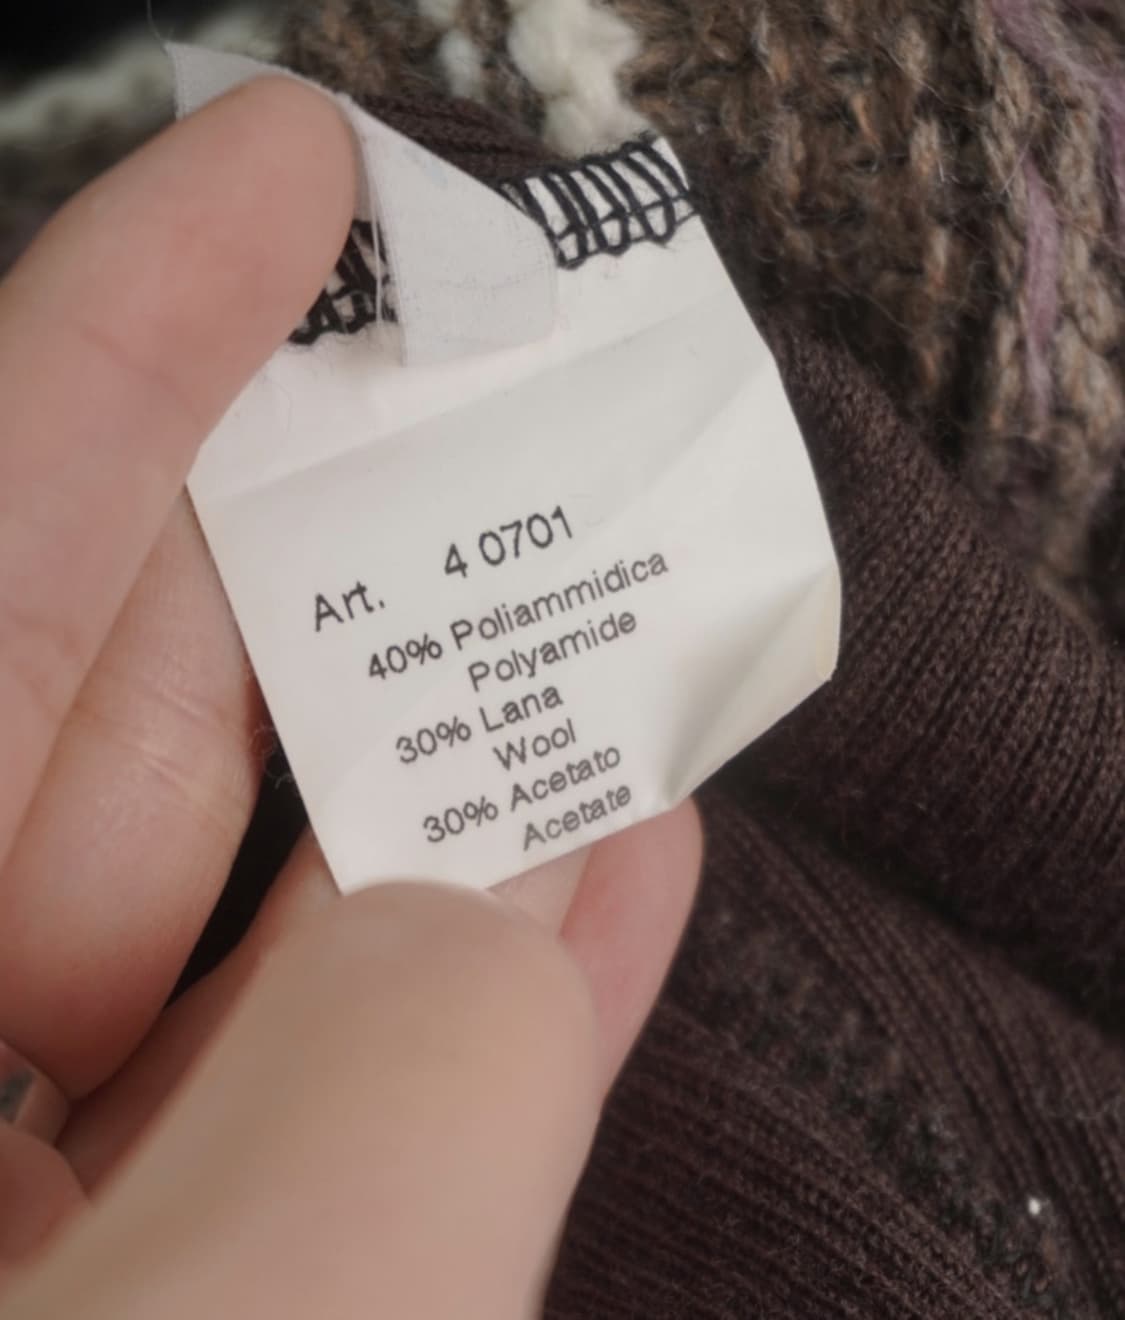 Art. 4 0701
40% Poliammidica
Polyamide
30% Lana
Wool
30% Acetato
Acetate